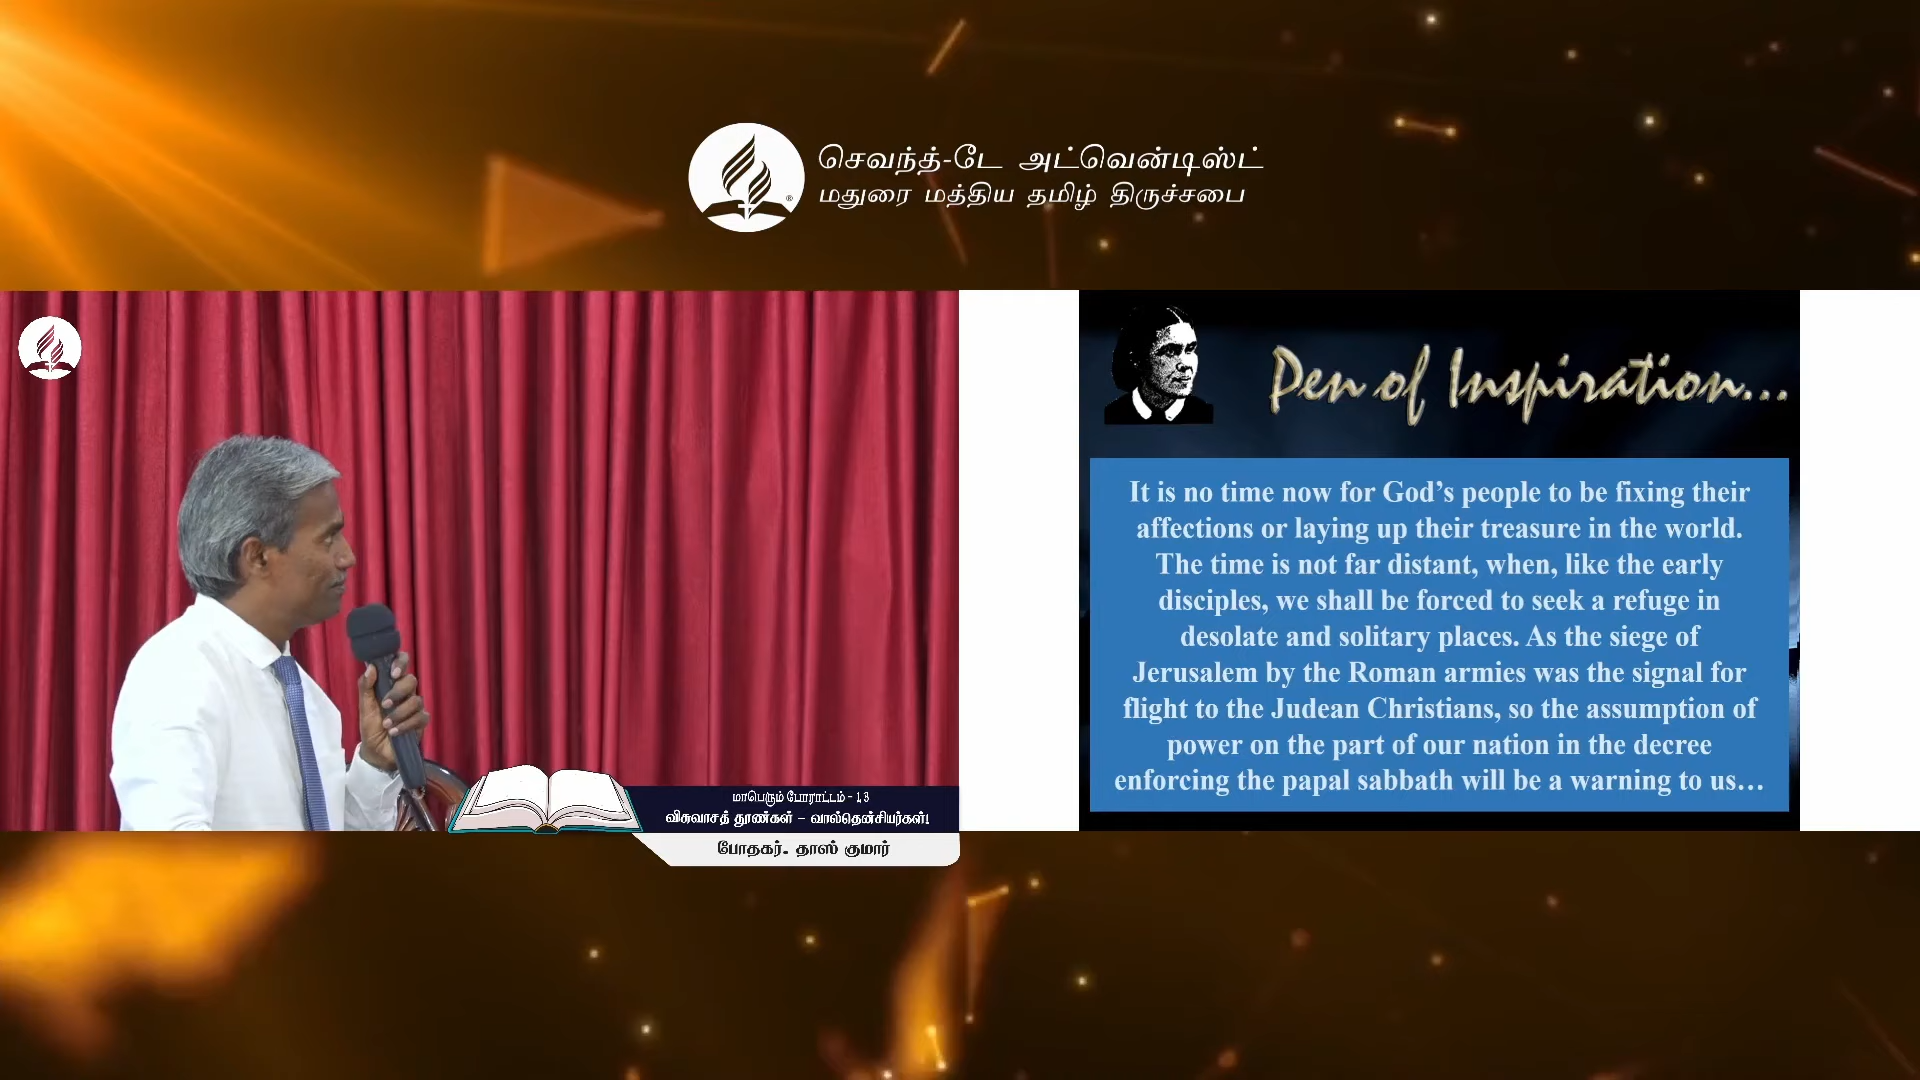 செவந்த்-டே அட்வென்டிஸ்ட்
மதுரை மத்திய தமிழ் திருச்சபை
®
Pen of Inspiration...
It is no time now for God’s people to be fixing their
affections or laying up their treasure in the world.
The time is not far distant, when, like the early
disciples, we shall be forced to seek a refuge in
desolate and solitary places. As the siege of
Jerusalem by the Roman armies was the signal for
flight to the Judean Christians, so the assumption of
power on the part of our nation in the decree
enforcing the papal sabbath will be a warning to us…
மாபெரும் போராட்டம் - 13
விசுவாசத் தூண்கள் – வால்தென்சியர்கள்!
போதகர். தாஸ் குமார்